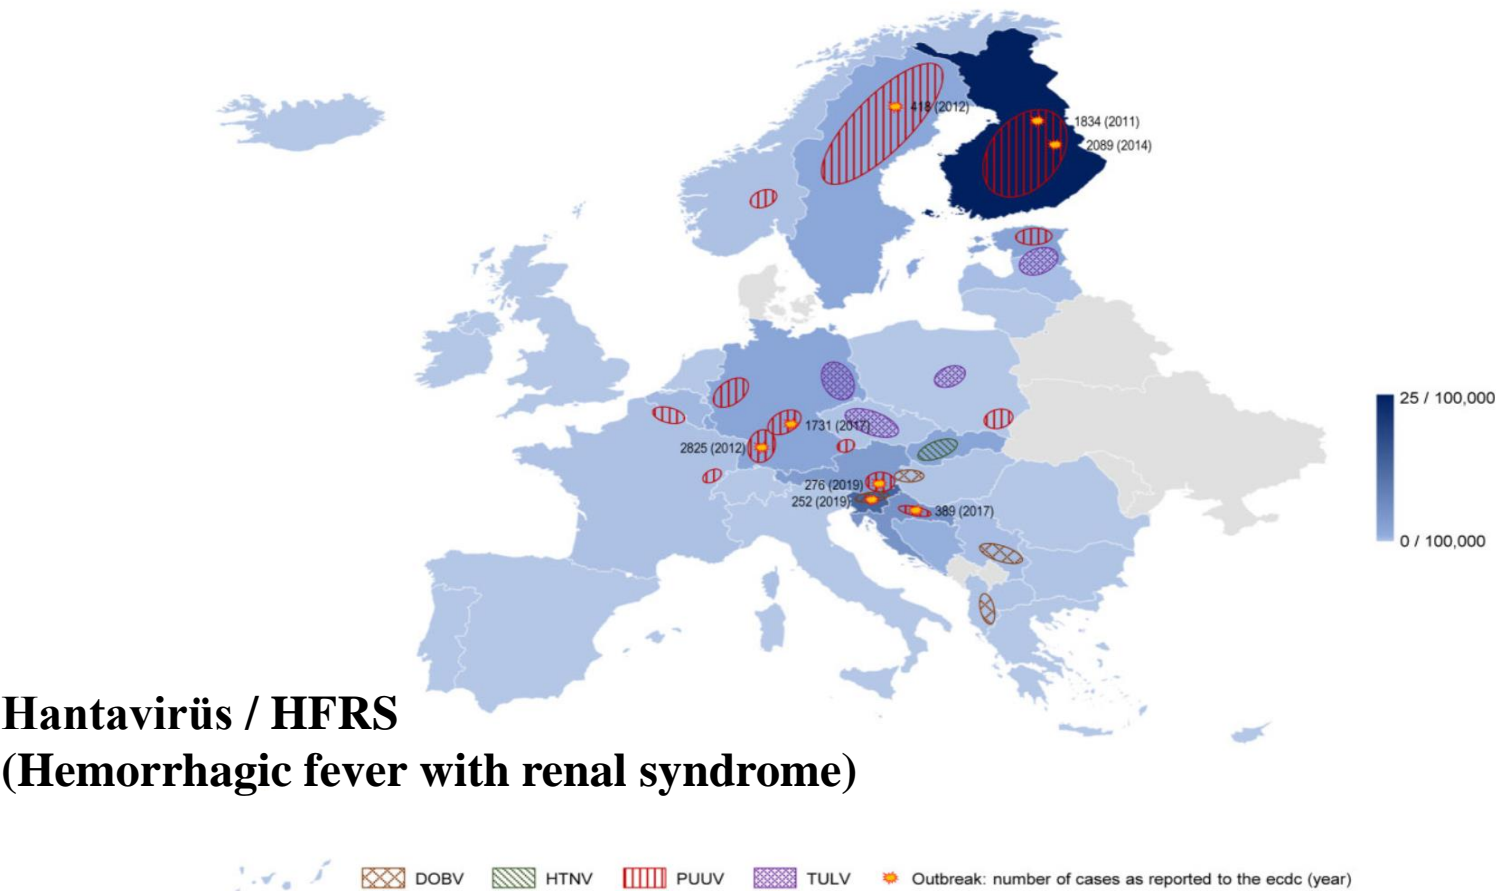 418 (2012)
1834 (2011)
2089 (2014)
1731 (2017)
2825 (2012)
276 (2019)
252 (2019)
389 (2017)
25 / 100,000
0 / 100,000
Hantavirüs / HFRS
(Hemorrhagic fever with renal syndrome)
DOBV HTNV PUUV TULV Outbreak: number of cases as reported to the ecdc (year)